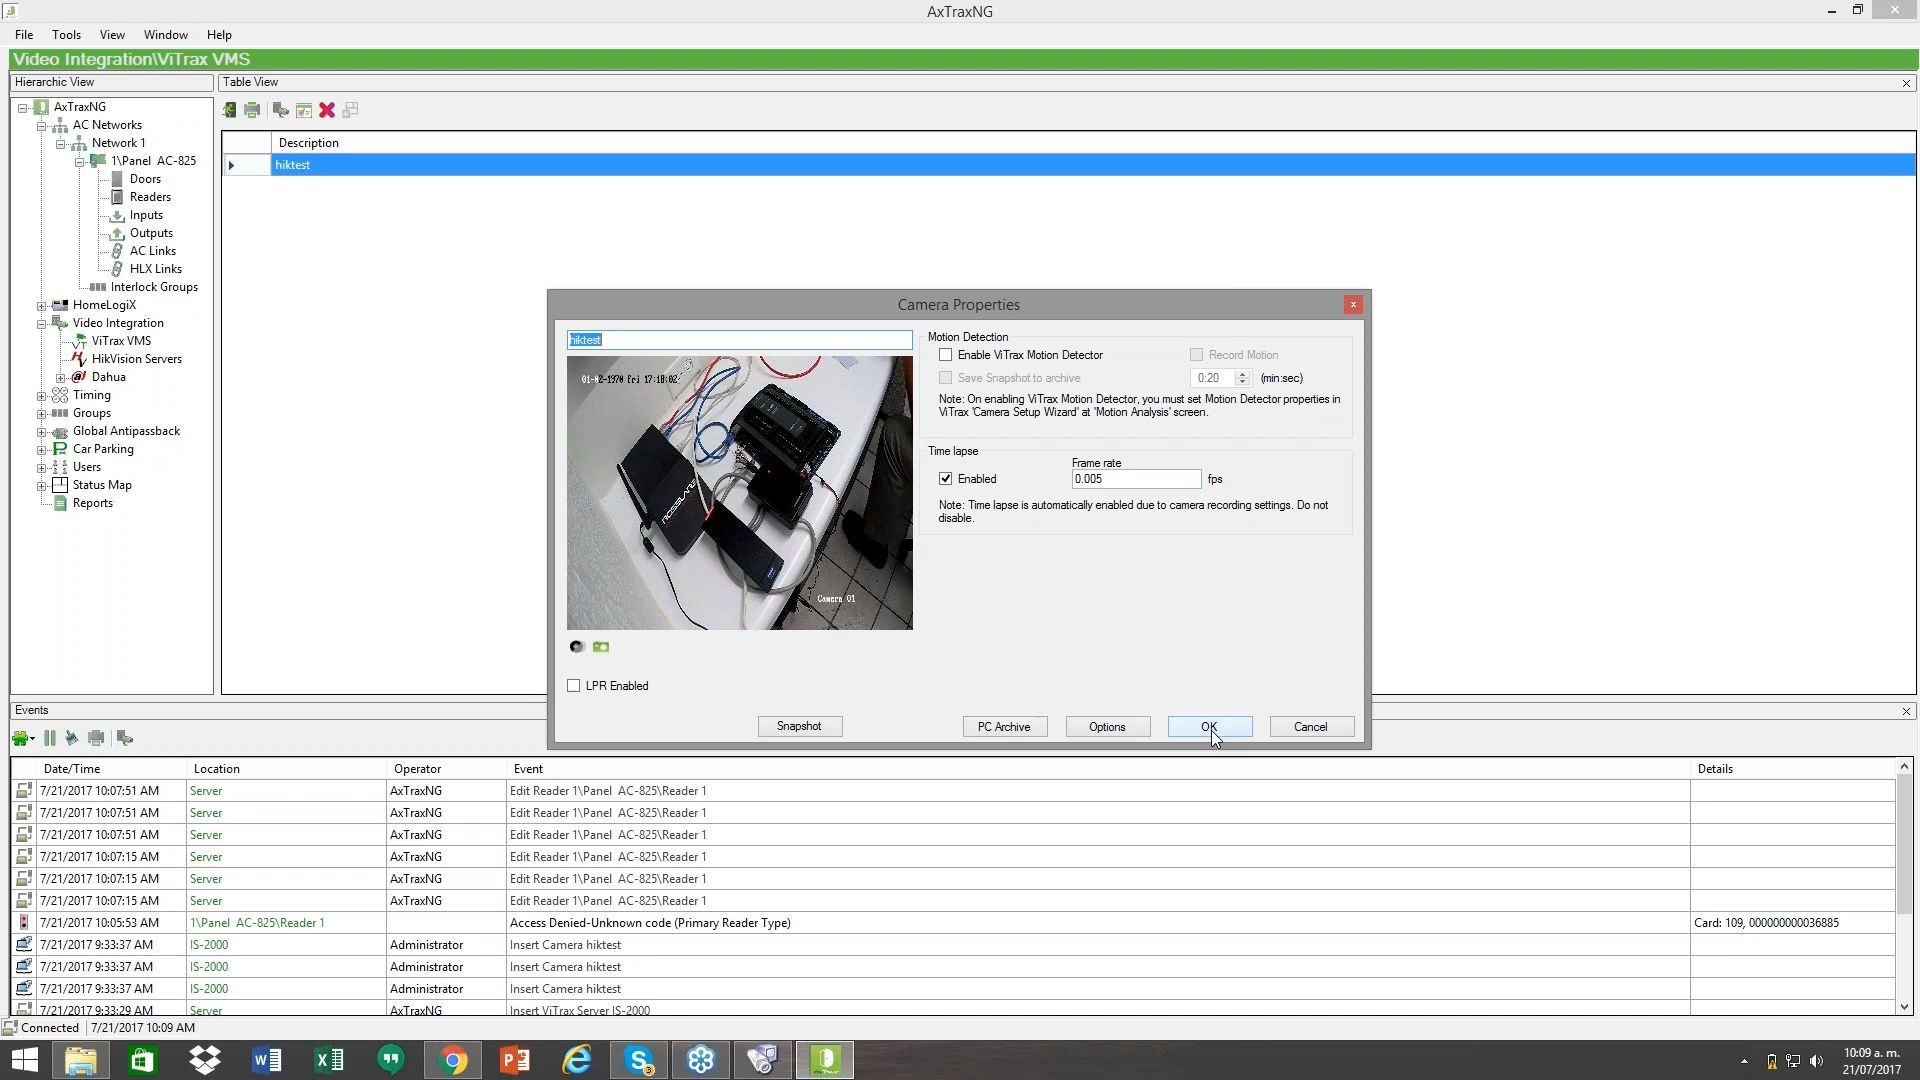 AxTraxNG
File Tools View Window Help
Video Integration\ViTrax VMS
Hierarchic View
Table View
AxTraxNG
AC Networks
Network 1
1\Panel AC-825
Doors
Readers
Inputs
Outputs
AC Links
HLX Links
Interlock Groups
HomeLogiX
Video Integration
ViTrax VMS
HikVision Servers
Dahua
Timing
Groups
Global Antipassback
Car Parking
Users
Status Map
Reports
Description
hiktest
Camera Properties
hiktest
01-02-1970 Fri 17:18:02
ROSSLARE
Camera 01
LPR Enabled
Motion Detection
Enable ViTrax Motion Detector
Record Motion
Save Snapshot to archive
0:20 (min:sec)
Note: On enabling ViTrax Motion Detector, you must set Motion Detector properties in
ViTrax 'Camera Setup Wizard' at 'Motion Analysis' screen.
Time lapse
Enabled
Frame rate
0.005 fps
Note: Time lapse is automatically enabled due to camera recording settings. Do not
disable.
Snapshot PC Archive Options OK Cancel
Events
Date/Time Location Operator Event Details
7/21/2017 10:07:51 AM Server AxTraxNG Edit Reader 1\Panel AC-825\Reader 1
7/21/2017 10:07:51 AM Server AxTraxNG Edit Reader 1\Panel AC-825\Reader 1
7/21/2017 10:07:51 AM Server AxTraxNG Edit Reader 1\Panel AC-825\Reader 1
7/21/2017 10:07:15 AM Server AxTraxNG Edit Reader 1\Panel AC-825\Reader 1
7/21/2017 10:07:15 AM Server AxTraxNG Edit Reader 1\Panel AC-825\Reader 1
7/21/2017 10:07:15 AM Server AxTraxNG Edit Reader 1\Panel AC-825\Reader 1
7/21/2017 10:05:53 AM 1\Panel AC-825\Reader 1 Access Denied-Unknown code (Primary Reader Type) Card: 109, 000000000036885
7/21/2017 9:33:37 AM IS-2000 Administrator Insert Camera hiktest
7/21/2017 9:33:37 AM IS-2000 Administrator Insert Camera hiktest
7/21/2017 9:33:37 AM IS-2000 Administrator Insert Camera hiktest
7/21/2017 9:33:29 AM Server AxTraxNG Insert ViTrax Server IS-2000
Connected 7/21/2017 10:09 AM
10:09 a. m.
21/07/2017